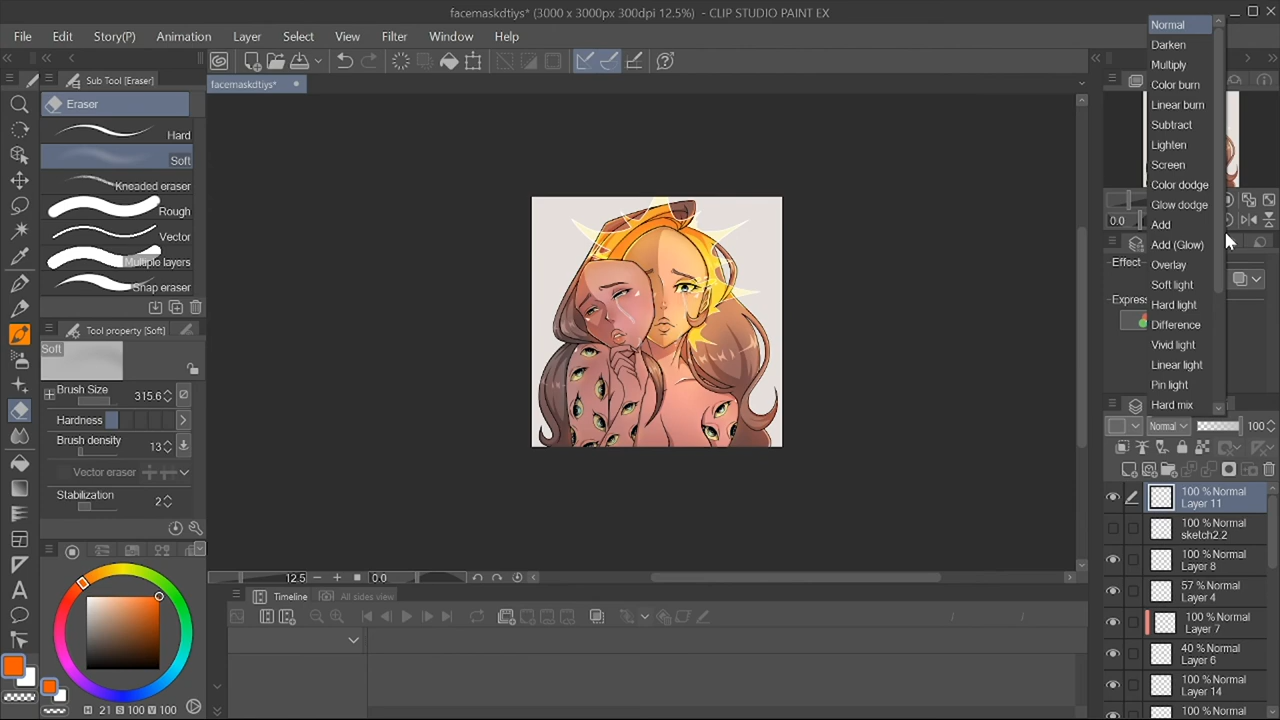 facemaskdtiys* (3000 x 3000px 300dpi 12.5%) - CLIP STUDIO PAINT EX
File Edit Story(P) Animation Layer Select View Filter Window Help
Sub Tool [Eraser]
facemaskdtiys*
Eraser
Hard
Soft
Kneaded eraser
Rough
Vector
Multiple layers
Snap eraser
Tool property [Soft]
Soft
Brush Size 315.6
Hardness
Brush density 13
Vector eraser
Stabilization 2
H 21 S 100 V 100
12.5 0.0
Timeline All sides view
Normal
Darken
Multiply
Color burn
Linear burn
Subtract
Lighten
Screen
Color dodge
Glow dodge
Add
Add (Glow)
Overlay
Soft light
Hard light
Difference
Vivid light
Linear light
Pin light
Hard mix
0.0
Effect
Express
Normal 100
100 % Normal
Layer 11
100 % Normal
sketch2.2
100 % Normal
Layer 8
57 % Normal
Layer 4
100 % Normal
Layer 7
40 % Normal
Layer 6
100 % Normal
Layer 14
100 % Normal